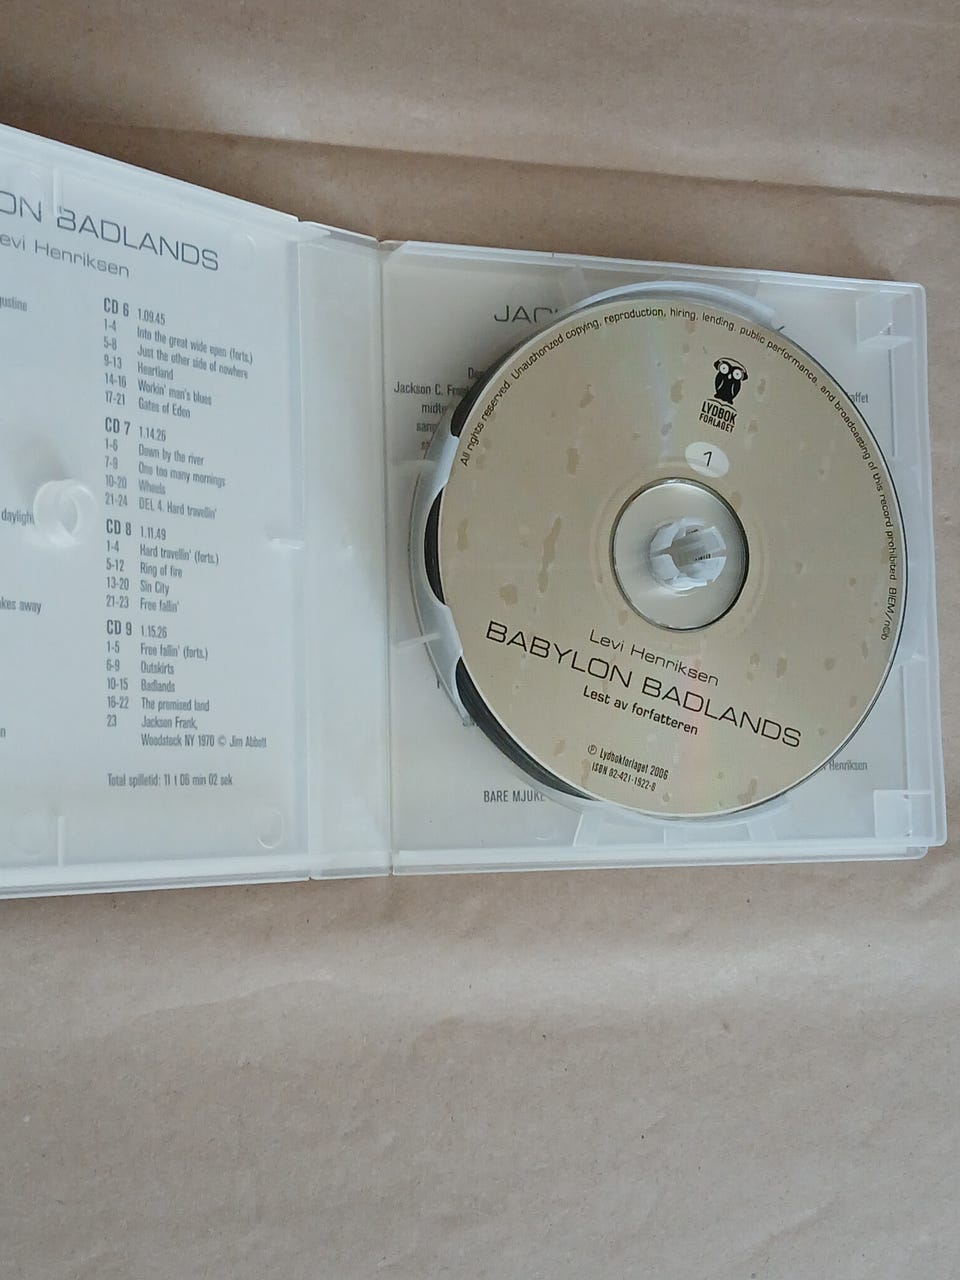 ON BADLANDS
evi Henriksen
gustine
daylight
akes away
CD 6 1.09.45
1-4 Into the great wide open (forts.)
5-8 Just the other side of nowhere
9-13 Heartland
14-16 Workin' man's blues
17-21 Gates of Eden
CD 7 1.14.26
1-6 Down by the river
7-9 One too many mornings
10-20 Wheels
21-24 DEL 4. Hard travellin'
CD 8 1.11.49
1-4 Hard travellin' (forts.)
5-12 Ring of fire
13-20 Sin City
21-23 Free fallin'
CD 9 1.15.26
1-5 Free fallin' (forts.)
6-9 Outskirts
10-15 Badlands
16-22 The promised land
23 Jackson Frank,
Woodstock NY 1970 © Jim Abbott
Total spilletid: 11 t 06 min 02 sek
Jackson C.
midt
BARE MJUKE
Henriksen
All rights reserved. Unauthorized copying, reproduction, hiring, lending, public performance, and broadcasting of this record prohibited BIEM/n©b
LYDBOK
FORLAGET
1
Levi Henriksen
BABYLON BADLANDS
Lest av forfatteren
℗ Lydbokforlaget 2006
ISBN 82-421-1922-8